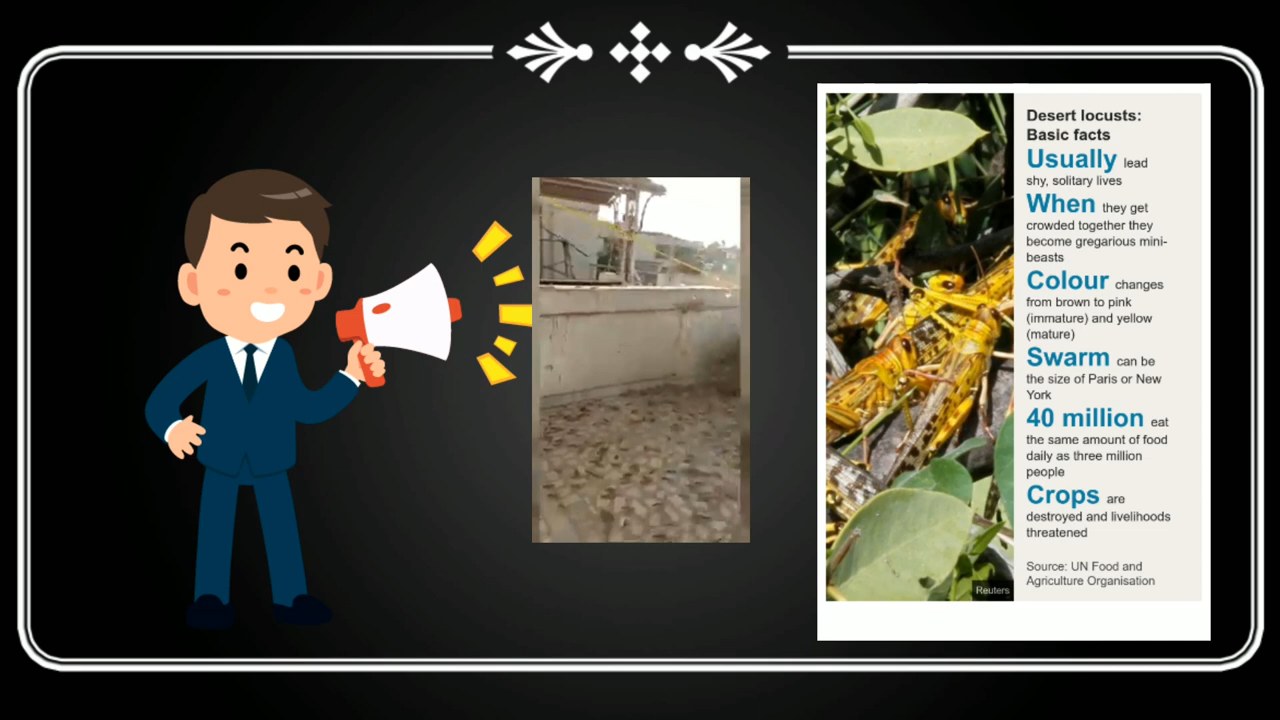 Desert locusts:
Basic facts
Usually lead
shy, solitary lives
When they get
crowded together they
become gregarious mini-
beasts
Colour changes
from brown to pink
(immature) and yellow
(mature)
Swarm can be
the size of Paris or New
York
40 million eat
the same amount of food
daily as three million
people
Crops are
destroyed and livelihoods
threatened
Source: UN Food and
Agriculture Organisation
Reuters